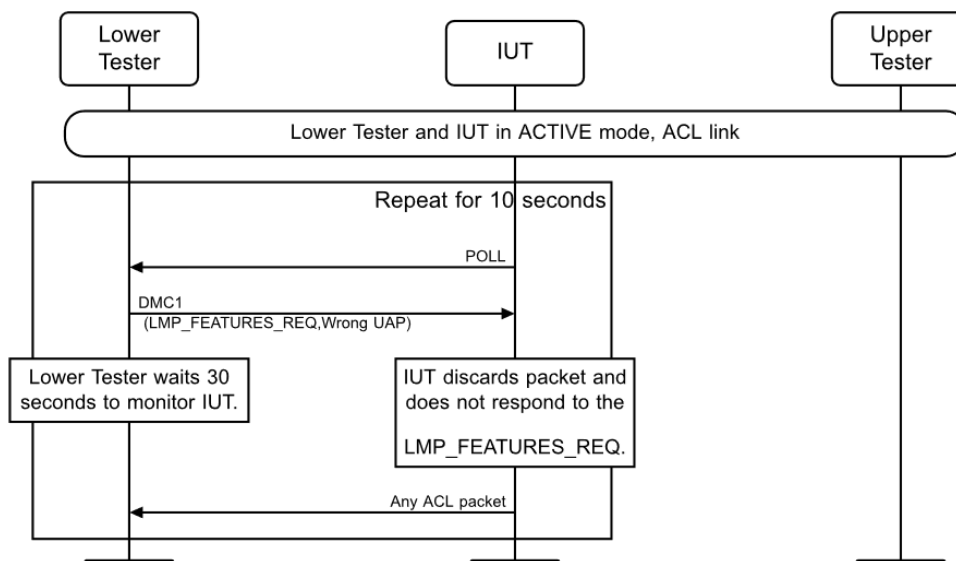 Lower
Tester
IUT
Upper
Tester
Lower Tester and IUT in ACTIVE mode, ACL link
Repeat for 10 seconds
POLL
DMC1
(LMP_FEATURES_REQ,Wrong UAP)
Lower Tester waits 30
seconds to monitor IUT.
IUT discards packet and
does not respond to the
LMP_FEATURES_REQ.
Any ACL packet